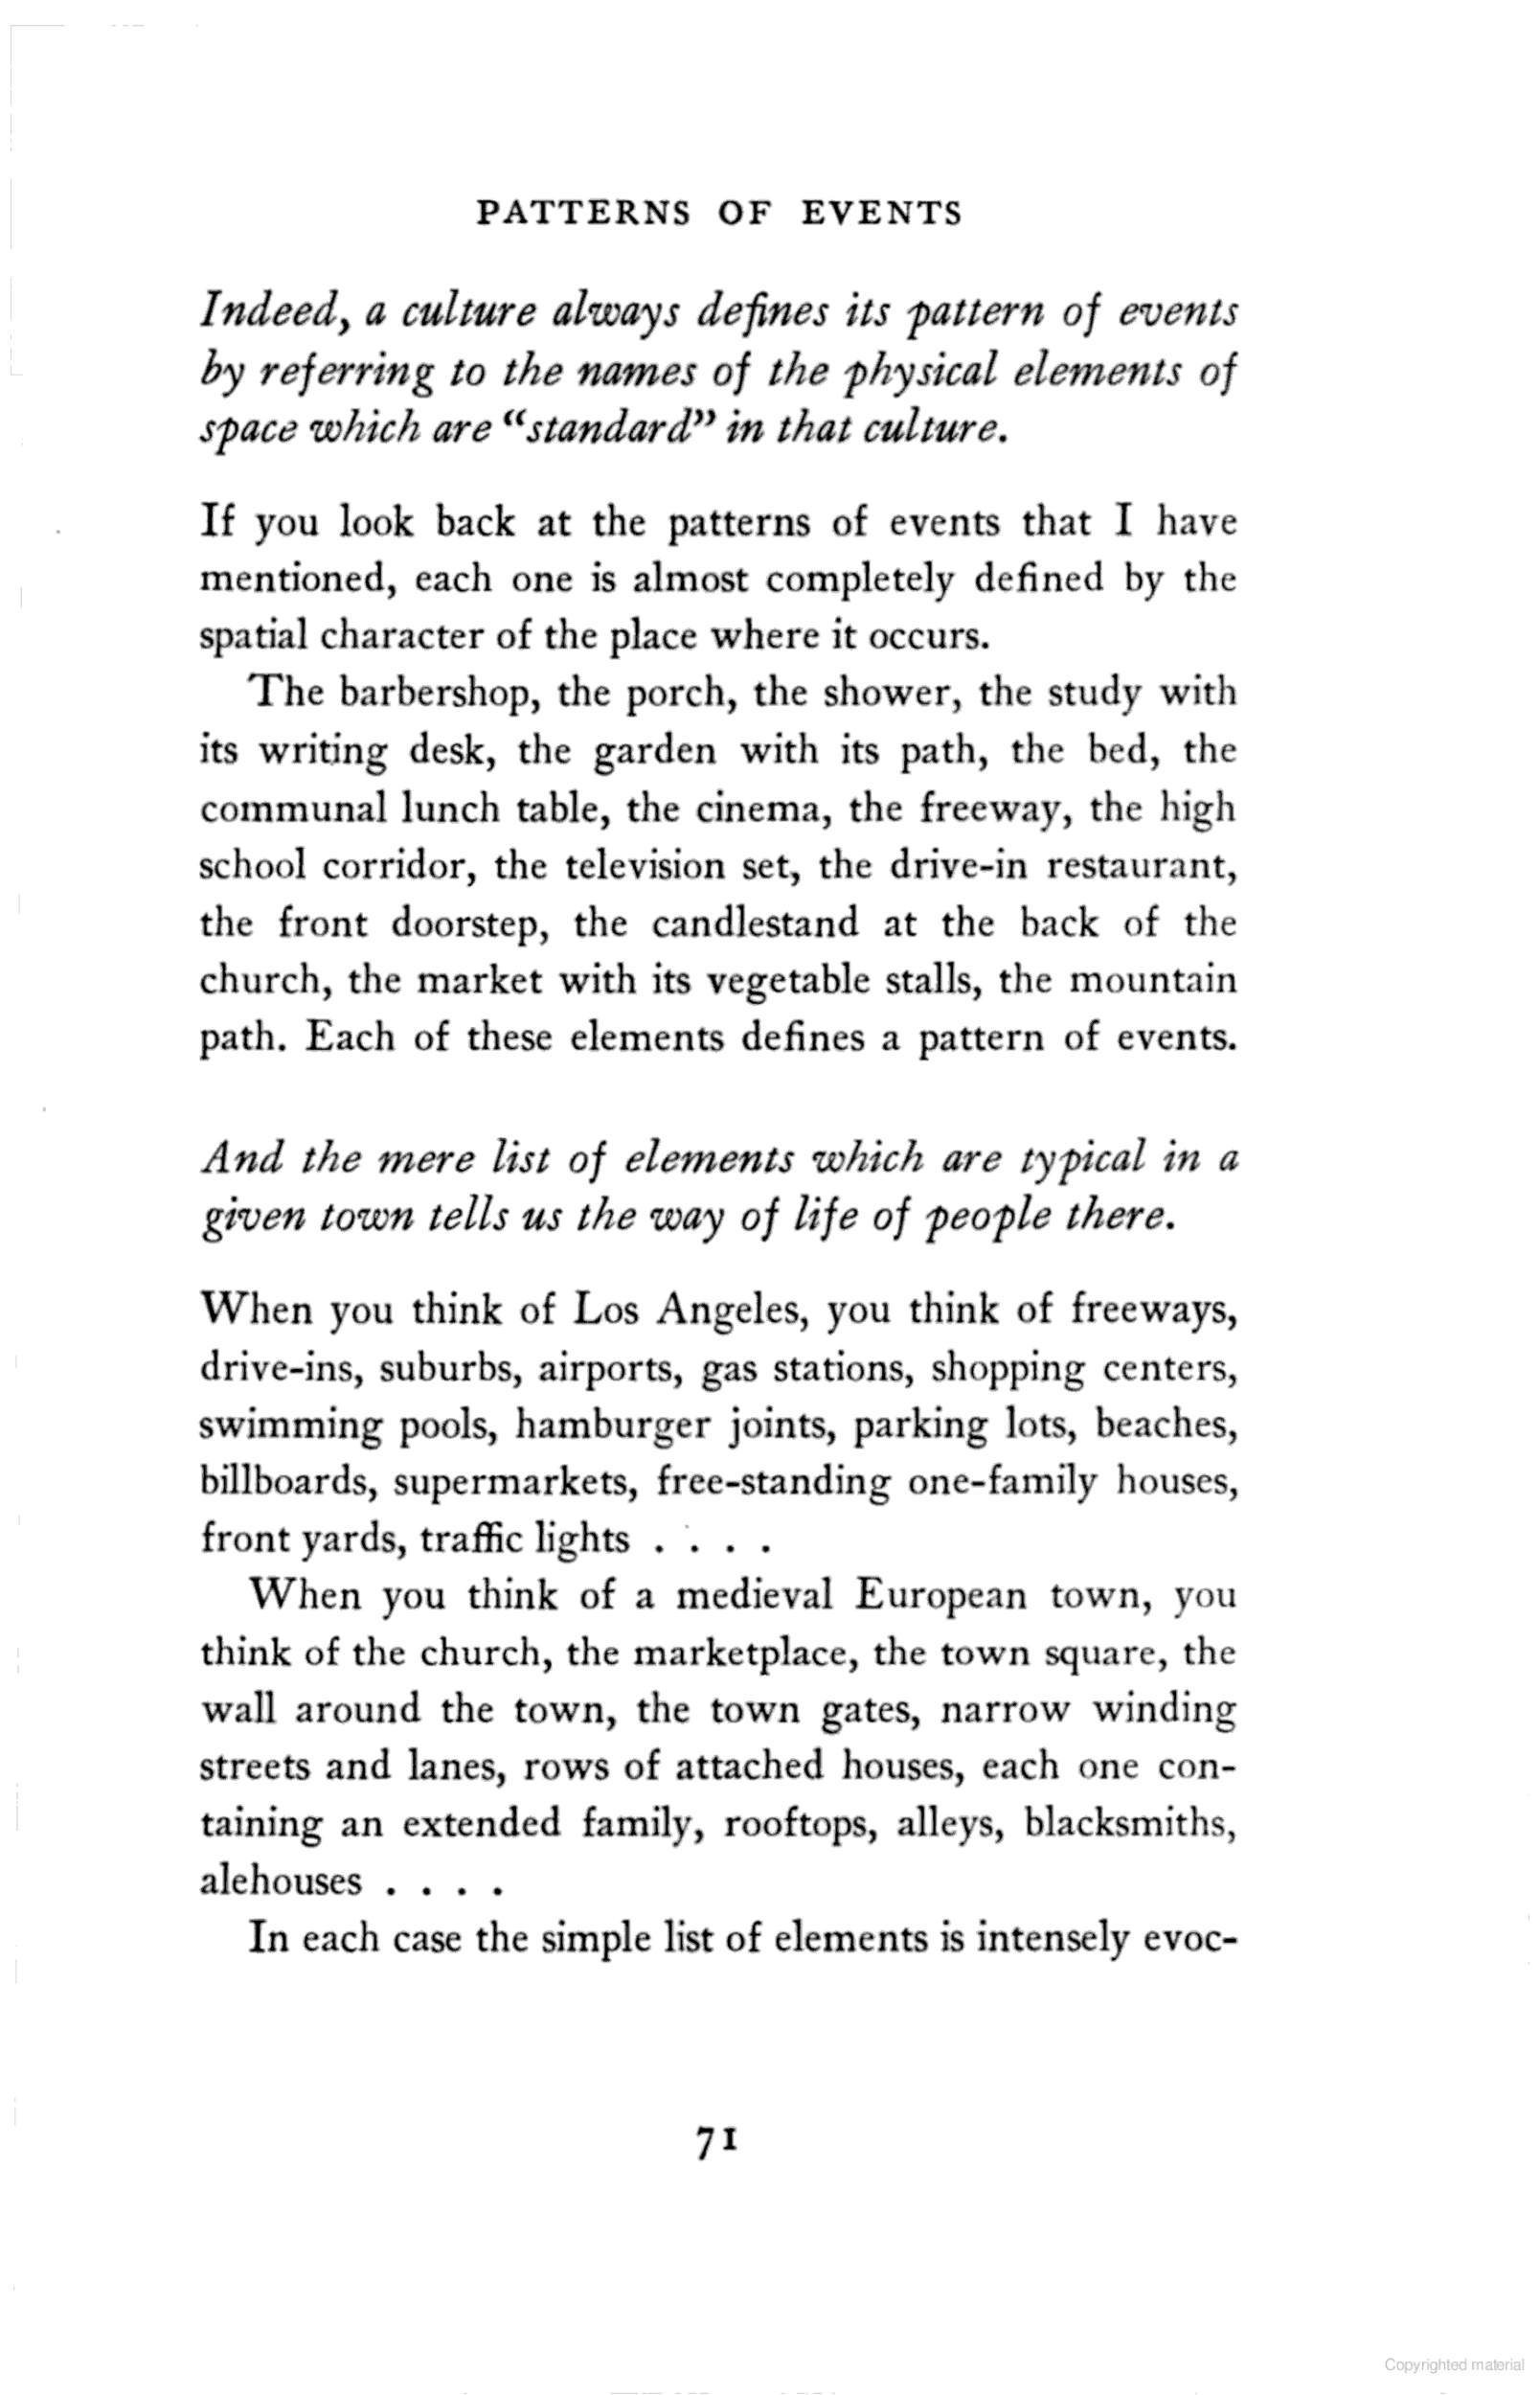 PATTERNS OF EVENTS
Indeed, a culture always defines its pattern of events
by referring to the names of the physical elements of
space which are “standard” in that culture.
If you look back at the patterns of events that I have
mentioned, each one is almost completely defined by the
spatial character of the place where it occurs.
The barbershop, the porch, the shower, the study with
its writing desk, the garden with its path, the bed, the
communal lunch table, the cinema, the freeway, the high
school corridor, the television set, the drive-in restaurant,
the front doorstep, the candlestand at the back of the
church, the market with its vegetable stalls, the mountain
path. Each of these elements defines a pattern of events.
And the mere list of elements which are typical in a
given town tells us the way of life of people there.
When you think of Los Angeles, you think of freeways,
drive-ins, suburbs, airports, gas stations, shopping centers,
swimming pools, hamburger joints, parking lots, beaches,
billboards, supermarkets, free-standing one-family houses,
front yards, traffic lights . . . .
When you think of a medieval European town, you
think of the church, the marketplace, the town square, the
wall around the town, the town gates, narrow winding
streets and lanes, rows of attached houses, each one con-
taining an extended family, rooftops, alleys, blacksmiths,
alehouses . . . .
In each case the simple list of elements is intensely evoc-
71
Copyrighted material